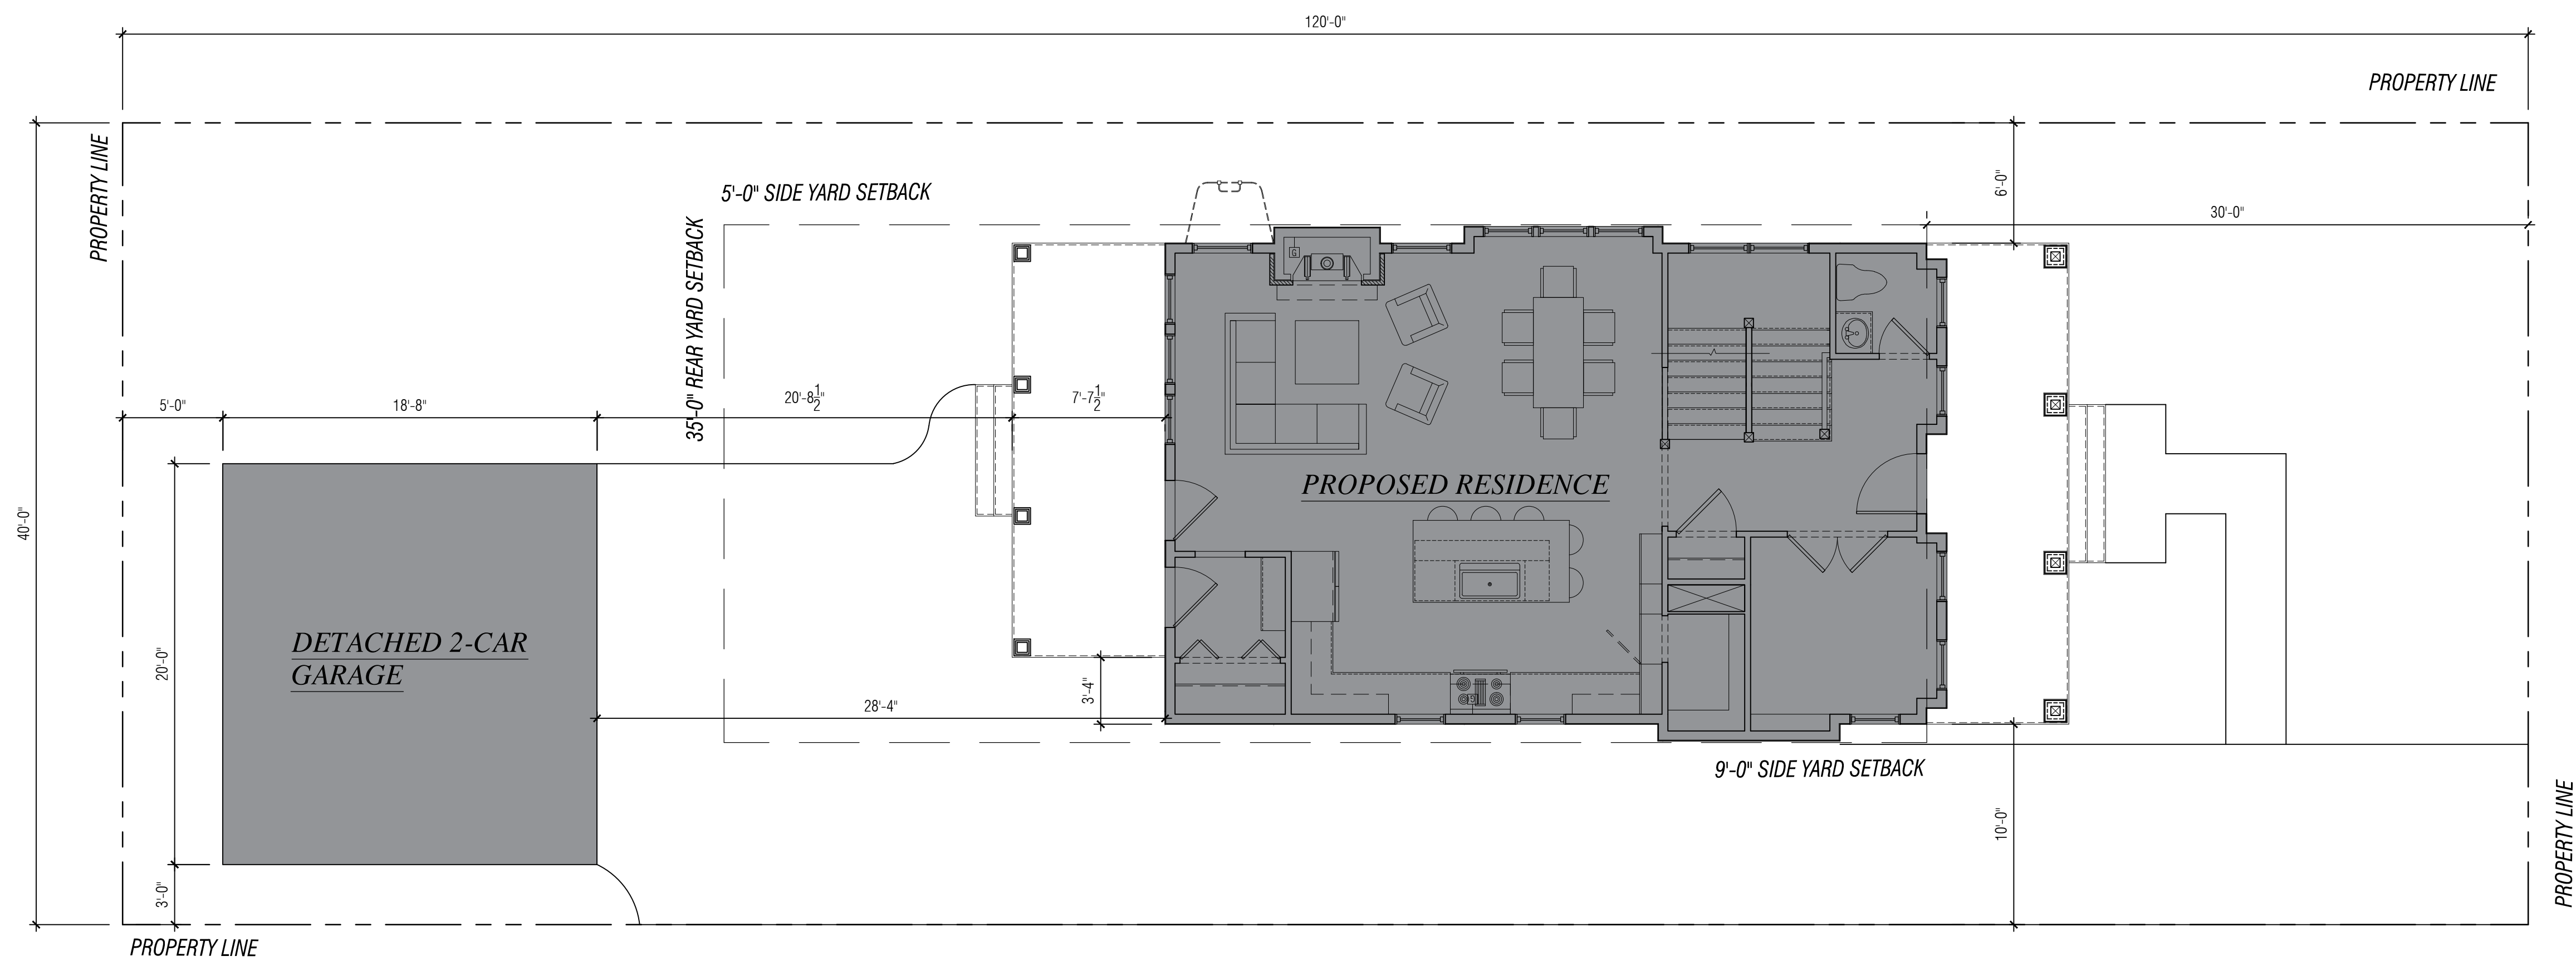 120'-0"
PROPERTY LINE
PROPERTY LINE
5'-0" SIDE YARD SETBACK
6'-0"
30'-0"
35'-0" REAR YARD SETBACK
G
5'-0"
18'-8"
20'-8 1/2"
7'-7 1/2"
40'-0"
PROPOSED RESIDENCE
DETACHED 2-CAR
GARAGE
20'-0"
3'-4"
28'-4"
G
9'-0" SIDE YARD SETBACK
10'-0"
3'-0"
PROPERTY LINE
PROPERTY LINE